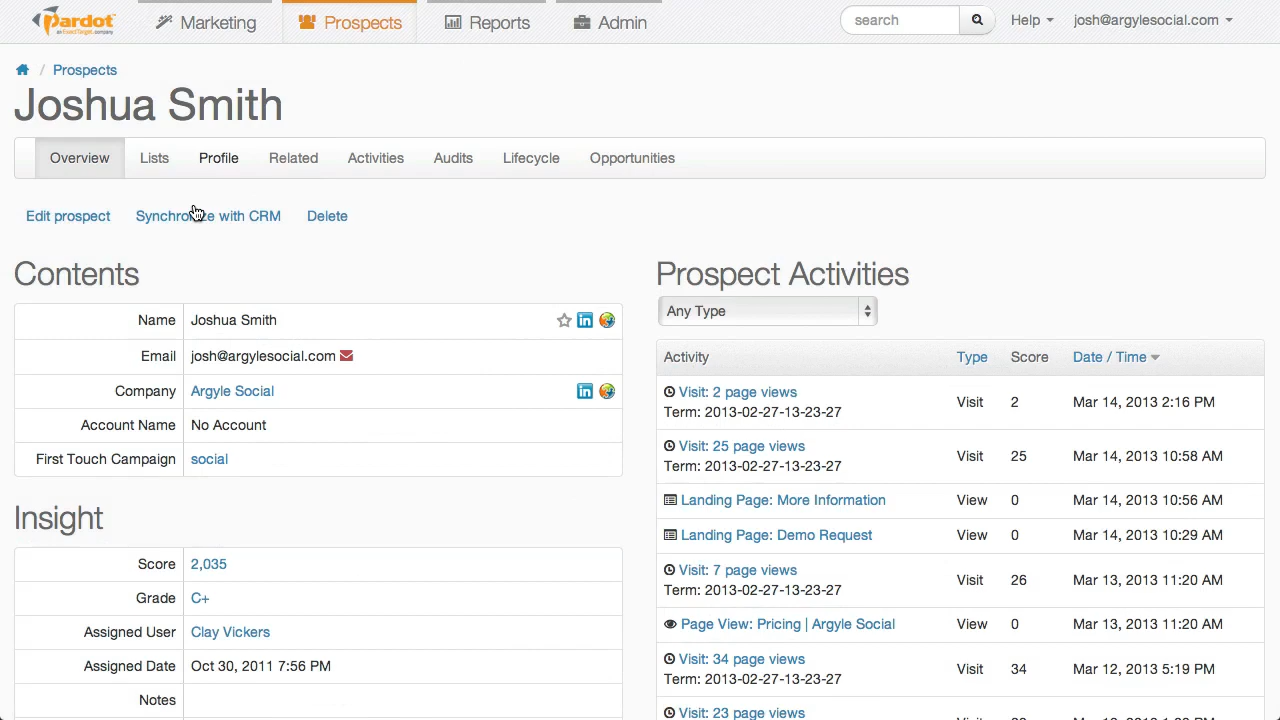 Pardot
an ExactTarget company
Marketing
Prospects
Reports
Admin
search
Help
josh@argylesocial.com
/ Prospects
Joshua Smith
Overview
Lists
Profile
Related
Activities
Audits
Lifecycle
Opportunities
Edit prospect
Synchronize with CRM
Delete
Contents
Name Joshua Smith
Email josh@argylesocial.com
Company Argyle Social
Account Name No Account
First Touch Campaign social
Insight
Score 2,035
Grade C+
Assigned User Clay Vickers
Assigned Date Oct 30, 2011 7:56 PM
Notes
Prospect Activities
Any Type
Activity Type Score Date / Time
Visit: 2 page views
Term: 2013-02-27-13-23-27
Visit 2 Mar 14, 2013 2:16 PM
Visit: 25 page views
Term: 2013-02-27-13-23-27
Visit 25 Mar 14, 2013 10:58 AM
Landing Page: More Information View 0 Mar 14, 2013 10:56 AM
Landing Page: Demo Request View 0 Mar 14, 2013 10:29 AM
Visit: 7 page views
Term: 2013-02-27-13-23-27
Visit 26 Mar 13, 2013 11:20 AM
Page View: Pricing | Argyle Social View 0 Mar 13, 2013 11:20 AM
Visit: 34 page views
Term: 2013-02-27-13-23-27
Visit 34 Mar 12, 2013 5:19 PM
Visit: 23 page views